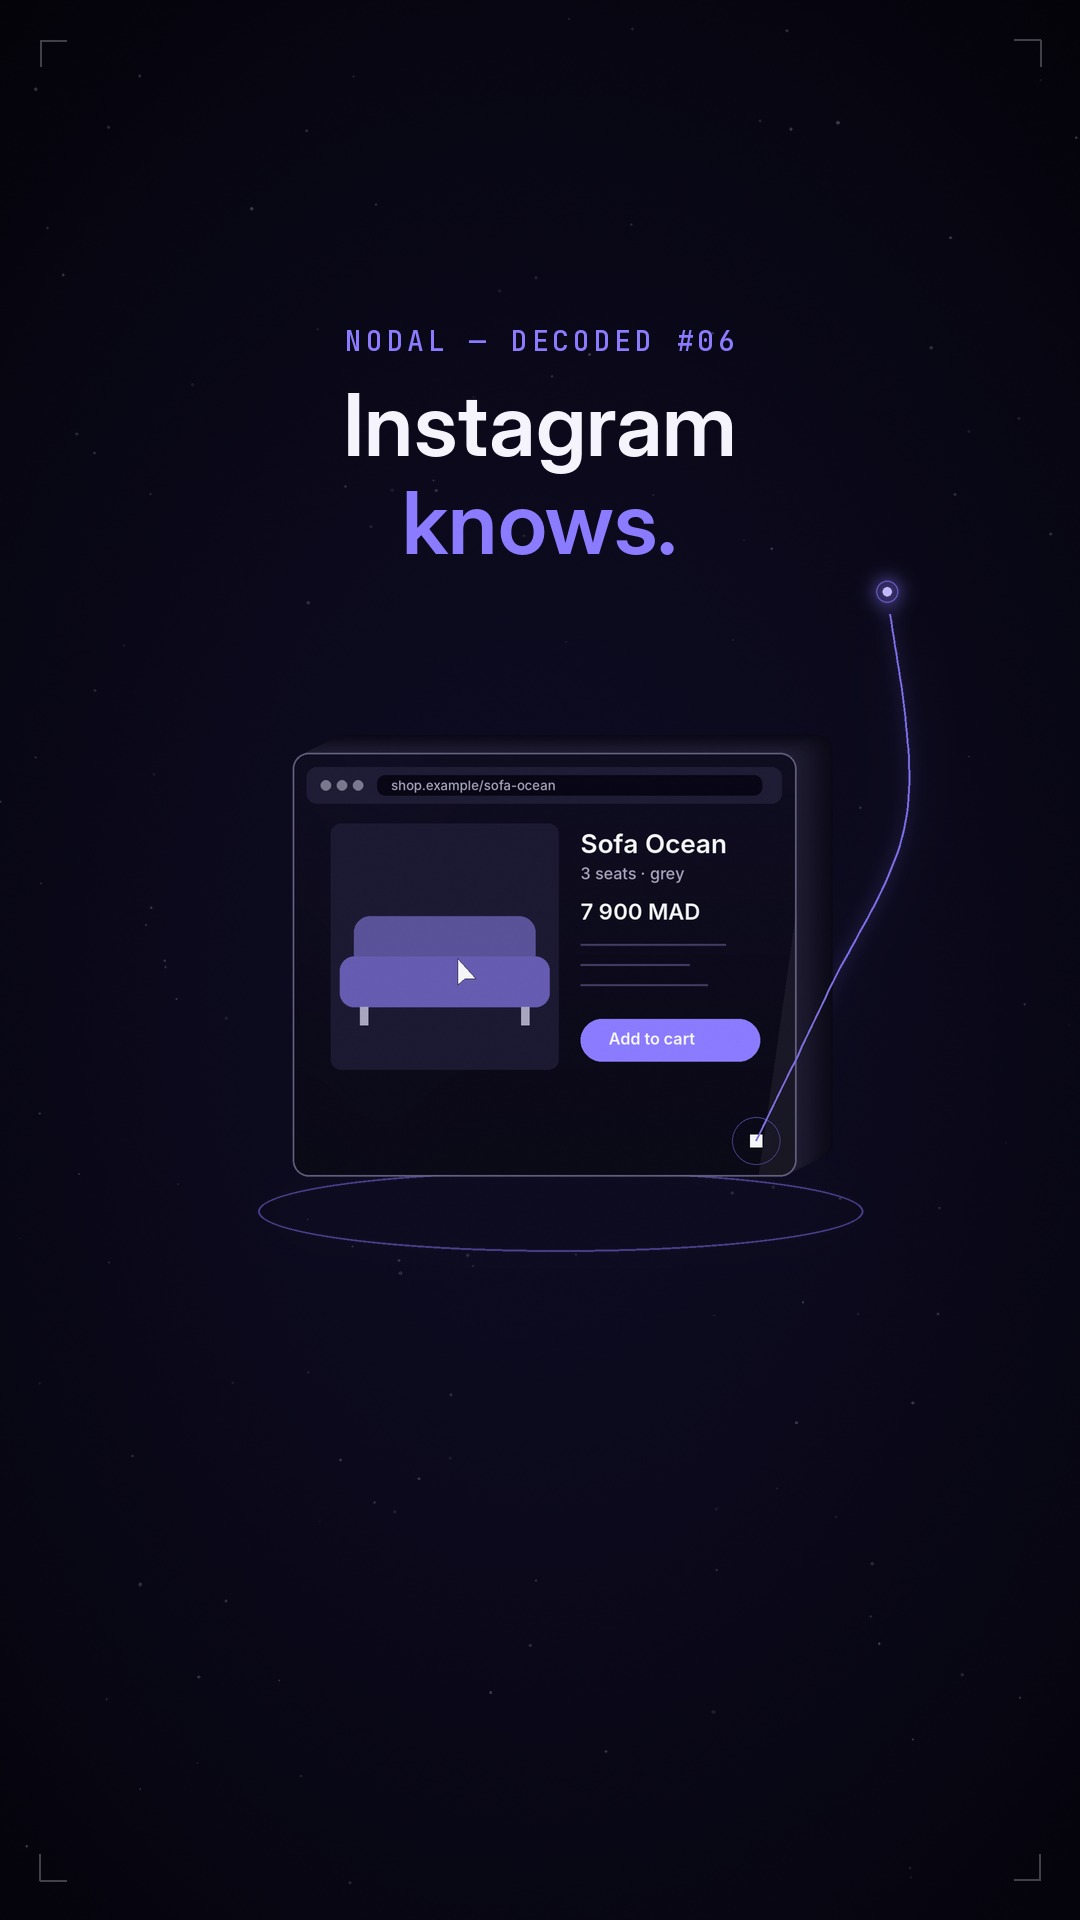 NODAL — DECODED #06
Instagram
knows.
shop.example/sofa-ocean
Sofa Ocean
3 seats · grey
7 900 MAD
Add to cart